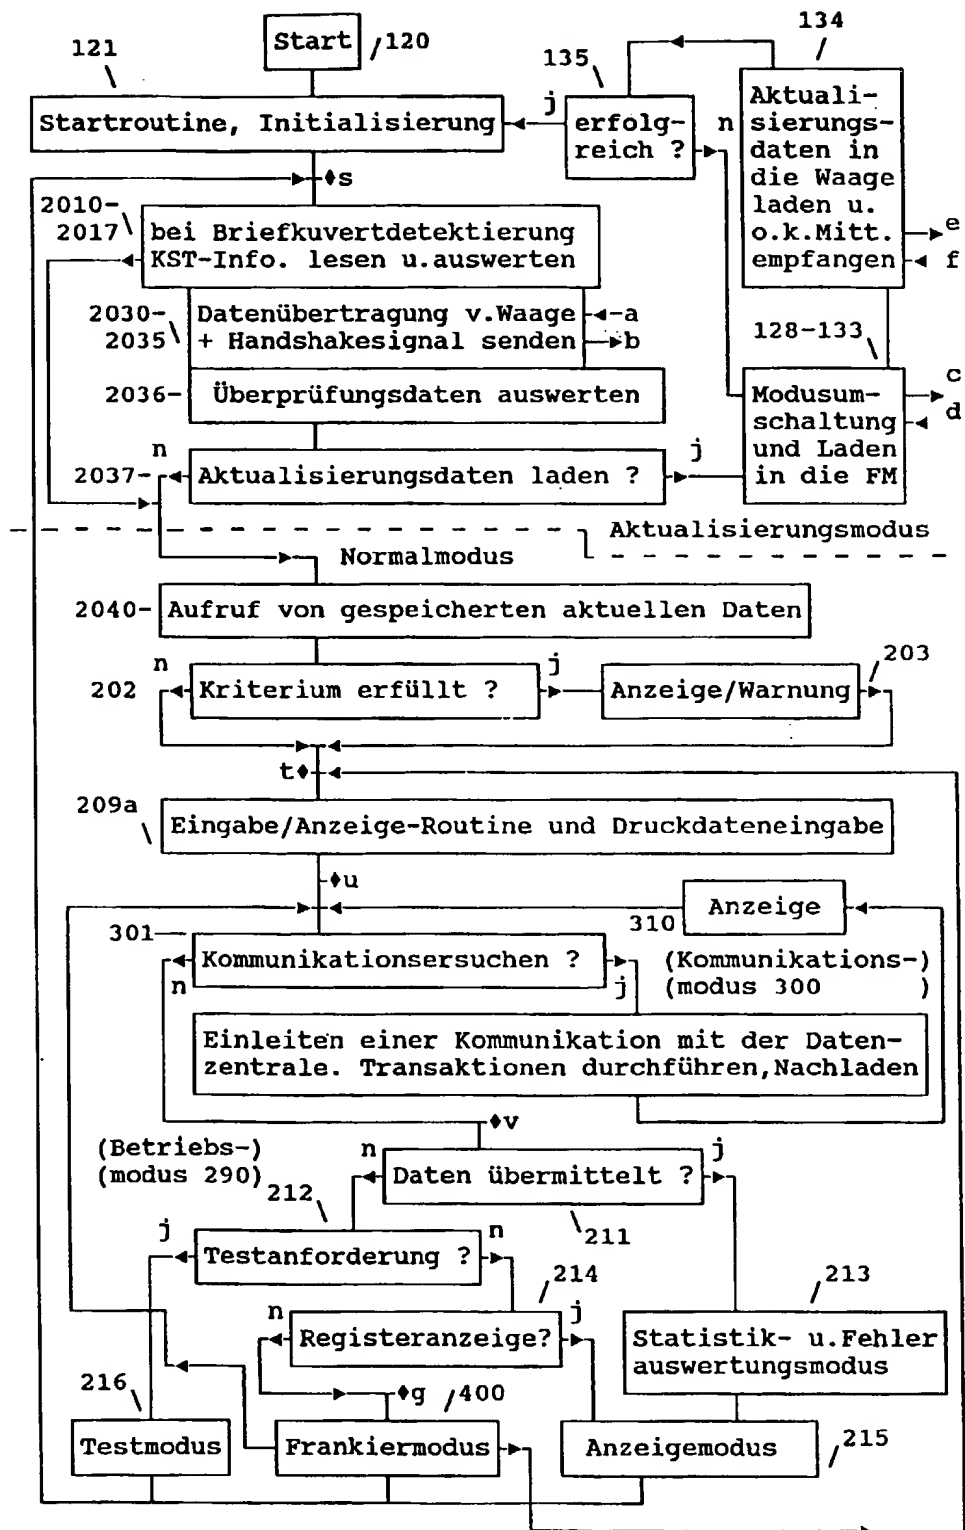 Start
120
121
134
135
Startroutine, Initialisierung
j
erfolg-
reich ?
n
Aktuali-
sierungs-
daten in
die Waage
laden u.
o.k.Mitt.
empfangen
e
f
s
2010-
2017
bei Briefkuvertdetektierung
KST-Info. lesen u.auswerten
2030-
2035
Datenübertragung v.Waage
+ Handshakesignal senden
a
b
128-133
2036-
Überprüfungsdaten auswerten
Modusum-
schaltung
und Laden
in die FM
c
d
n
2037-
Aktualisierungsdaten laden ?
j
Aktualisierungsmodus
Normalmodus
2040-
Aufruf von gespeicherten aktuellen Daten
n
202
Kriterium erfüllt ?
j
Anzeige/Warnung
203
t
209a
Eingabe/Anzeige-Routine und Druckdateneingabe
u
Anzeige
310
301
Kommunikationsersuchen ?
n
j
(Kommunikations-)
(modus 300 )
Einleiten einer Kommunikation mit der Daten-
zentrale. Transaktionen durchführen,Nachladen
v
(Betriebs-)
(modus 290)
n
Daten übermittelt ?
j
211
212
j
Testanforderung ?
n
214
213
n
Registeranzeige?
j
Statistik- u.Fehler
auswertungsmodus
g
400
216
Testmodus
Frankiermodus
Anzeigemodus
215